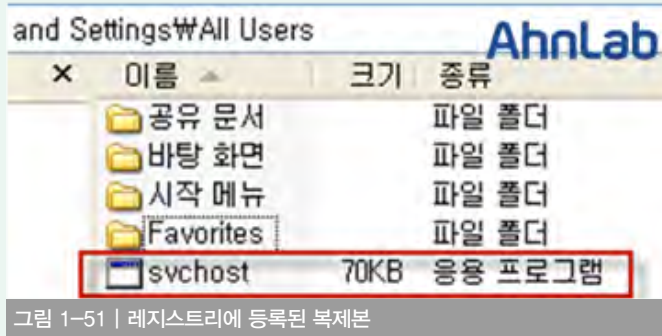 and Settings₩All Users
AhnLab
× 이름 크기 종류
공유 문서 파일 폴더
바탕 화면 파일 폴더
시작 메뉴 파일 폴더
Favorites 파일 폴더
svchost 70KB 응용 프로그램
그림 1-51 | 레지스트리에 등록된 복제본